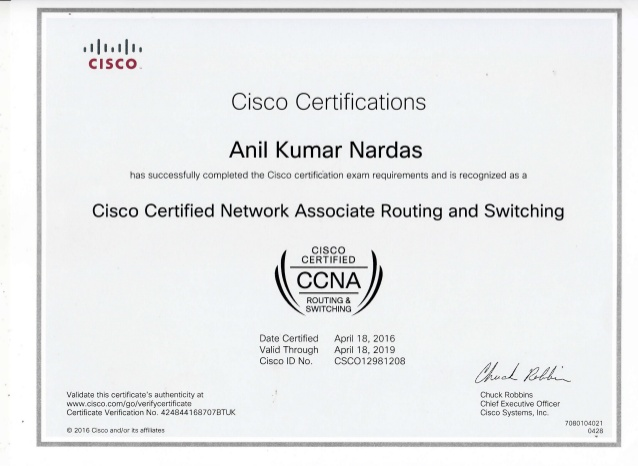 CISCO
Cisco Certifications
Anil Kumar Nardas
has successfully completed the Cisco certification exam requirements and is recognized as a
Cisco Certified Network Associate Routing and Switching
CISCO
CERTIFIED
CCNA
ROUTING &
SWITCHING
Date Certified April 18, 2016
Valid Through April 18, 2019
Cisco ID No. CSCO12981208
Chuck Robbins
Validate this certificate's authenticity at
www.cisco.com/go/verifycertificate
Certificate Verification No. 424844168707BTUK
Chuck Robbins
Chief Executive Officer
Cisco Systems, Inc.
© 2016 Cisco and/or its affiliates
7080104021
0428